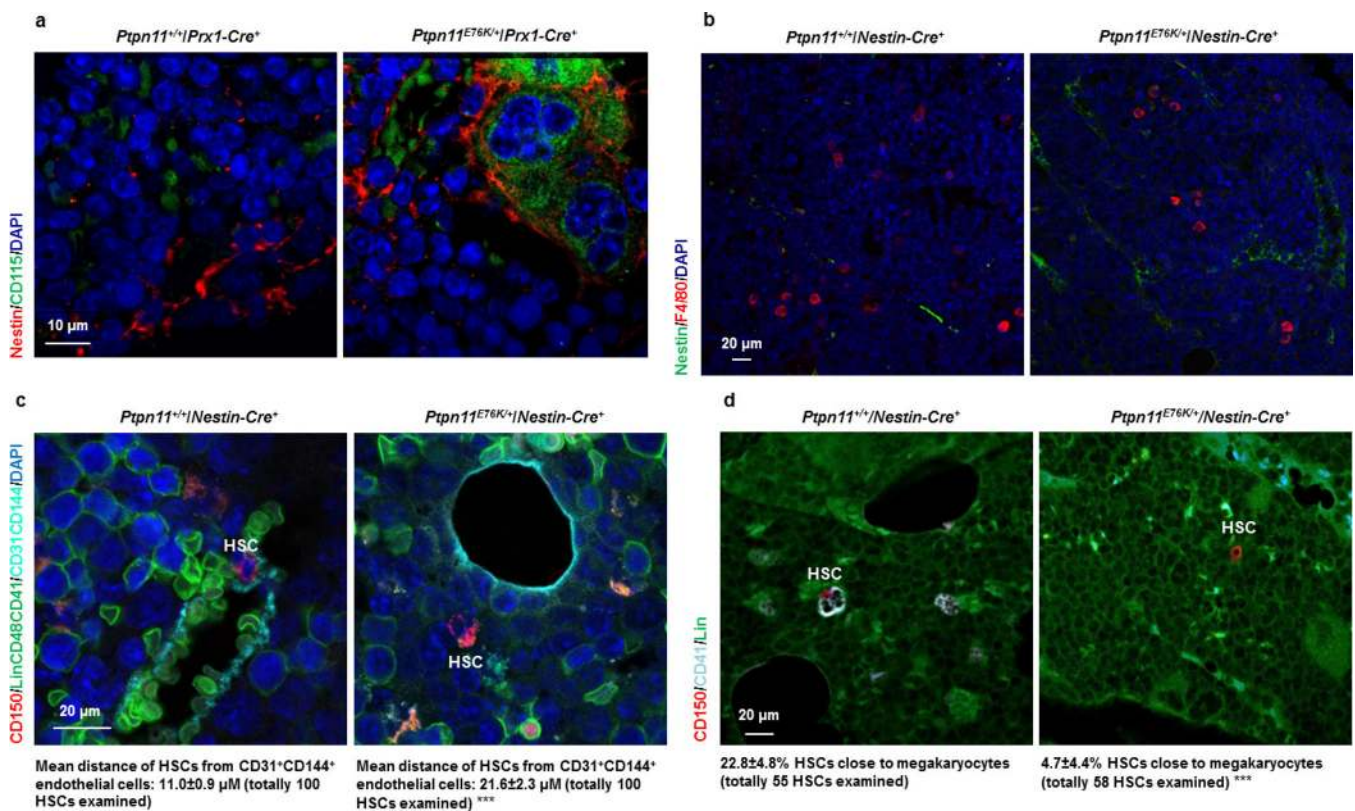 a
Ptpn11+/+/Prx1-Cre+
Ptpn11E76K/+/Prx1-Cre+
Nestin/CD115/DAPI
10 μm
b
Ptpn11+/+/Nestin-Cre+
Ptpn11E76K/+/Nestin-Cre+
Nestin/F4/80/DAPI
20 μm
c
Ptpn11+/+/Nestin-Cre+
Ptpn11E76K/+/Nestin-Cre+
CD150/LinCD48CD41/CD31CD144/DAPI
HSC
HSC
20 μm
Mean distance of HSCs from CD31+CD144+
endothelial cells: 11.0±0.9 μM (totally 100
HSCs examined)
Mean distance of HSCs from CD31+CD144+
endothelial cells: 21.6±2.3 μM (totally 100
HSCs examined) ***
d
Ptpn11+/+/Nestin-Cre+
Ptpn11E76K/+/Nestin-Cre+
CD150/CD41/Lin
HSC
HSC
20 μm
22.8±4.8% HSCs close to megakaryocytes
(totally 55 HSCs examined)
4.7±4.4% HSCs close to megakaryocytes
(totally 58 HSCs examined) ***